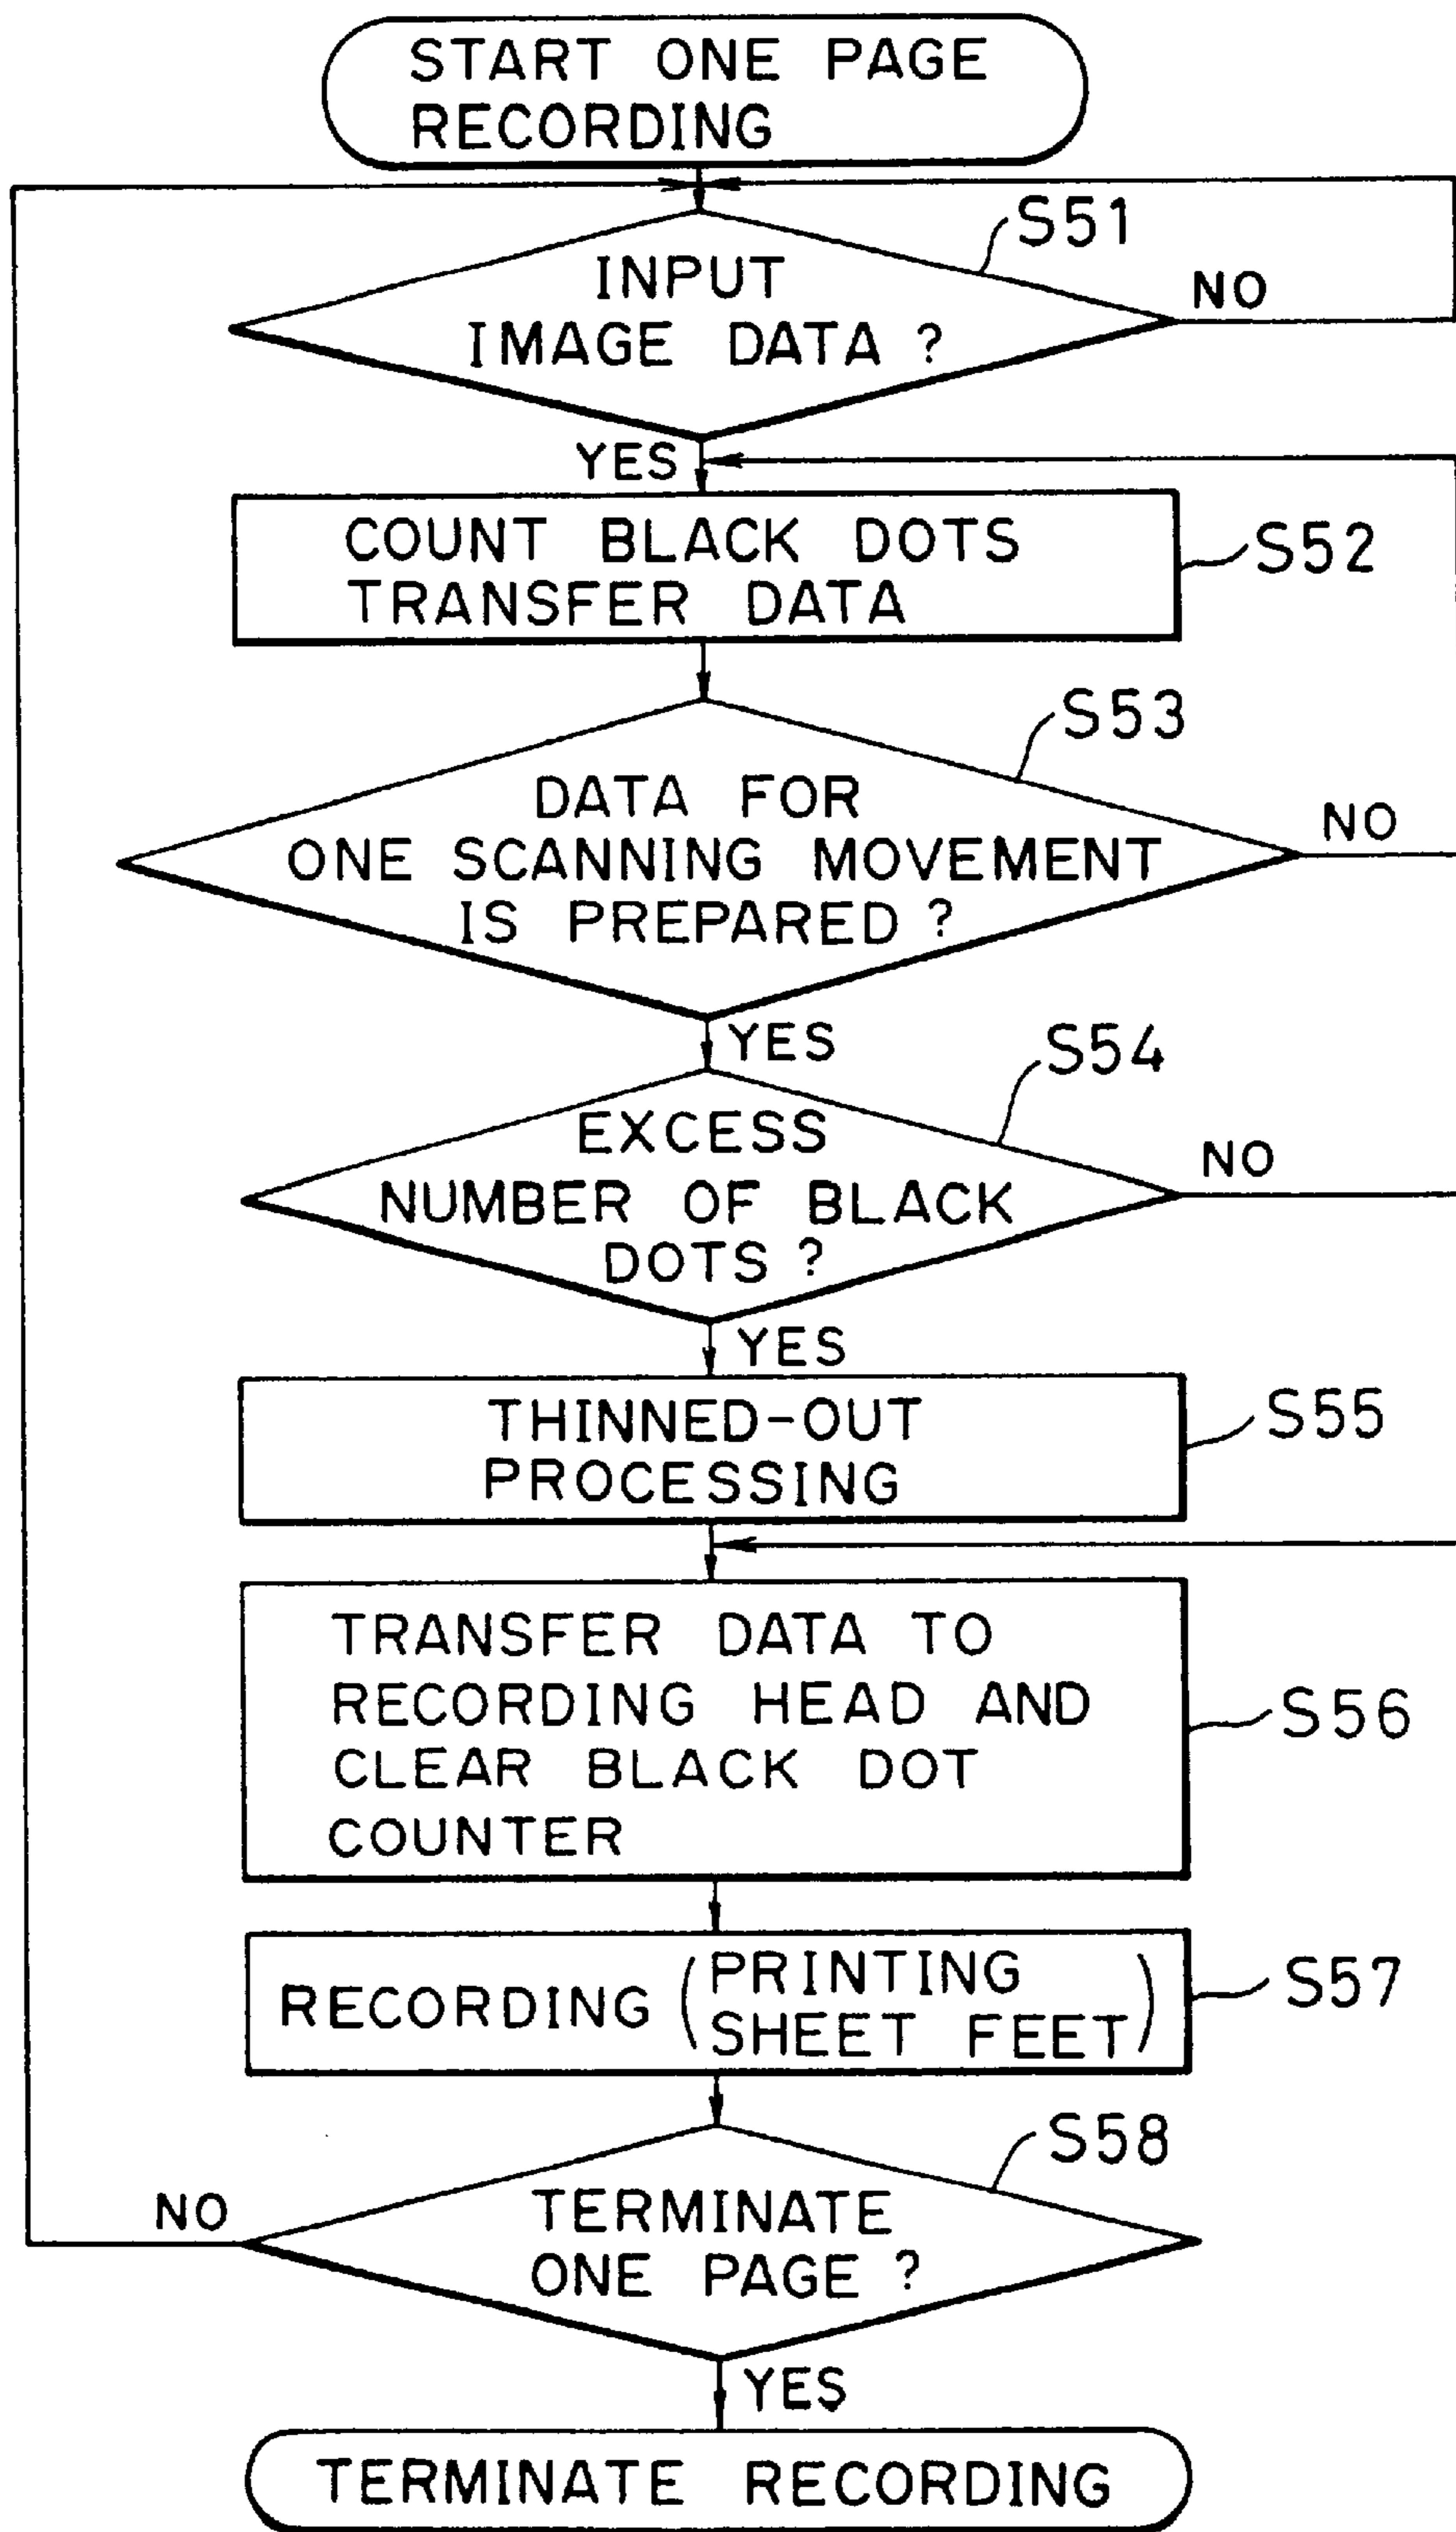 START ONE PAGE
RECORDING
S51
INPUT
IMAGE DATA ?
NO
YES
COUNT BLACK DOTS
TRANSFER DATA
S52
S53
DATA FOR
ONE SCANNING MOVEMENT
IS PREPARED ?
NO
YES
S54
EXCESS
NUMBER OF BLACK
DOTS ?
NO
YES
THINNED-OUT
PROCESSING
S55
TRANSFER DATA TO
RECORDING HEAD AND
CLEAR BLACK DOT
COUNTER
S56
RECORDING (PRINTING
SHEET FEET)
S57
S58
TERMINATE
ONE PAGE ?
NO
YES
TERMINATE RECORDING